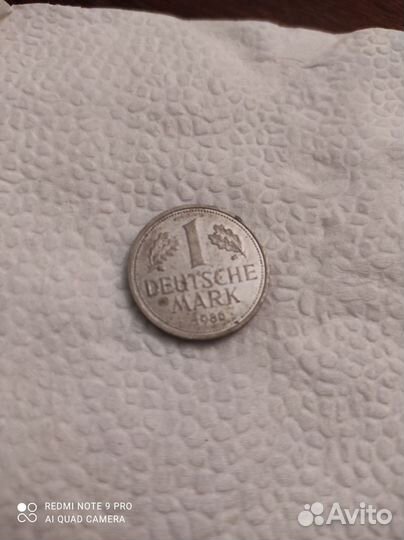 1
DEUTSCHE
MARK
REDMI NOTE 9 PRO
AI QUAD CAMERA
Avito